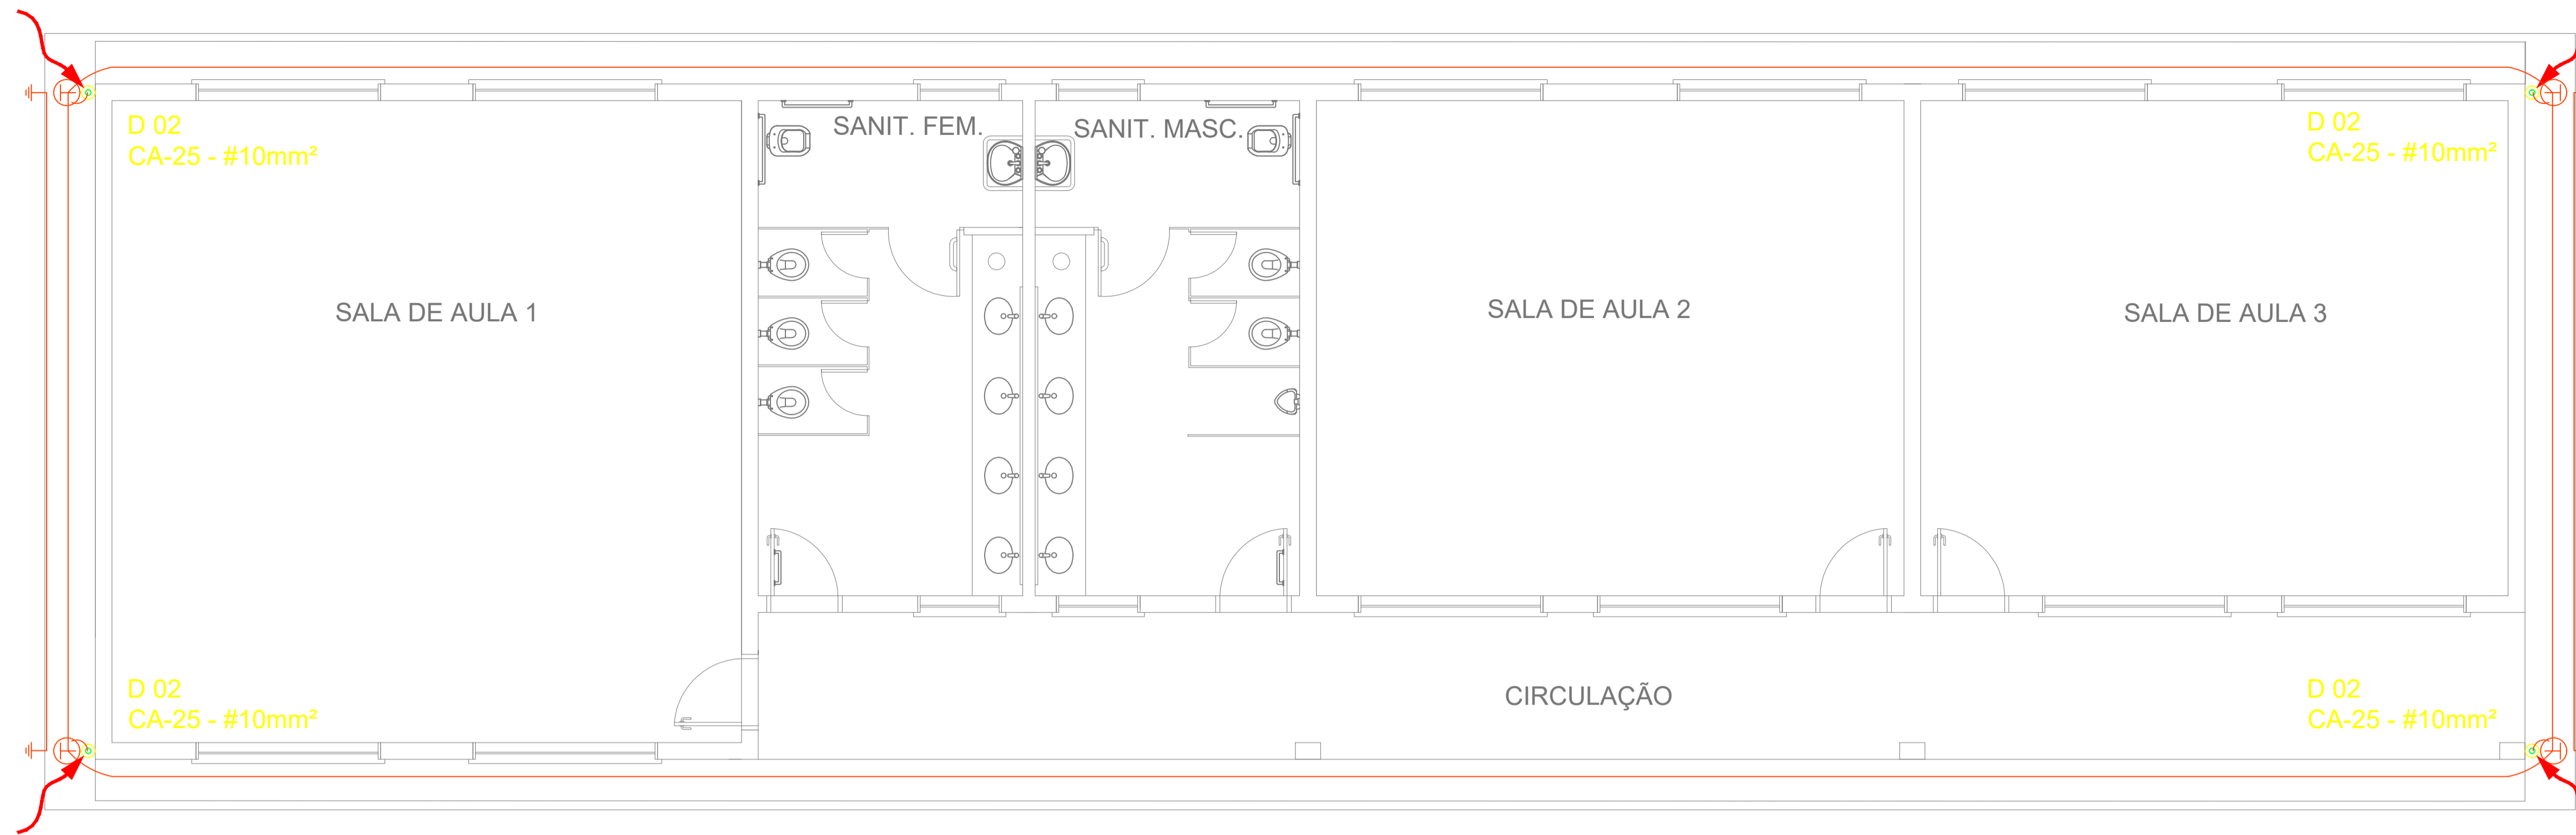 D 02
CA-25 - #10mm²
SANIT. FEM.
SANIT. MASC.
D 02
CA-25 - #10mm²
SALA DE AULA 1
SALA DE AULA 2
SALA DE AULA 3
D 02
CA-25 - #10mm²
CIRCULAÇÃO
D 02
CA-25 - #10mm²